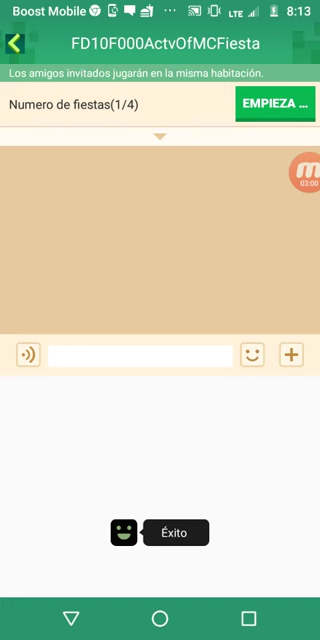 Boost Mobile LTE 8:13
FD10F000ActvOfMCFiesta
Los amigos invitados jugarán en la misma habitación.
Numero de fiestas(1/4)
EMPIEZA ...
03:00
Éxito